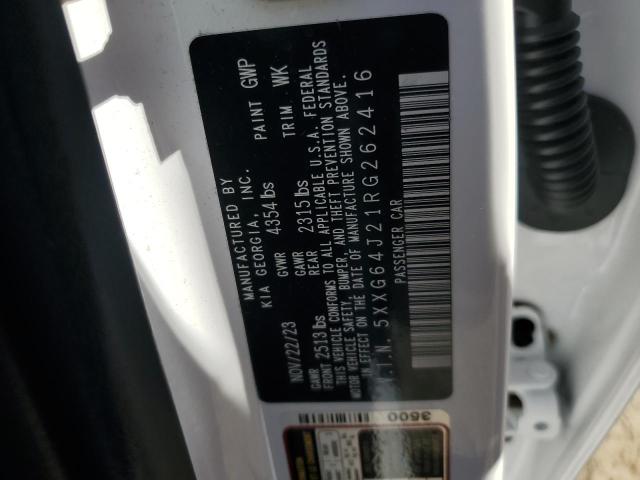 MANUFACTURED BY
KIA GEORGIA, INC.
PAINT GWP
NOV/22/23 GVWR 4354 lbs TRIM WK
GAWR FRONT 2513 lbs GAWR REAR 2315 lbs
THIS VEHICLE CONFORMS TO ALL APPLICABLE U.S.A. FEDERAL
MOTOR VEHICLE SAFETY, BUMPER, AND THEFT PREVENTION STANDARDS
IN EFFECT ON THE DATE OF MANUFACTURE SHOWN ABOVE.
V.I.N. 5XXG64J21RG262416
PASSENGER CAR
3500